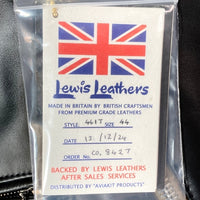 Lewis Leathers
MADE IN BRITAIN BY BRITISH CRAFTSMEN
FROM PREMIUM GRADE LEATHERS
STYLE: 441T SIZE 44
DATE 12/12/24
ORDER No. CO, 8427
BACKED BY LEWIS LEATHERS
AFTER SALES SERVICES
DISTRIBUTED BY "AVIAKIT PRODUCTS"